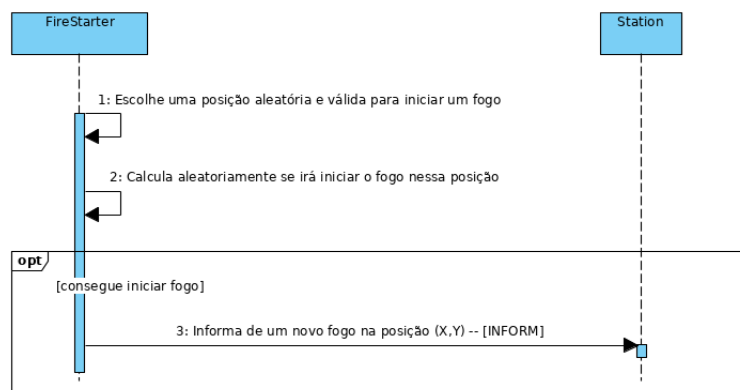 FireStarter
Station
1: Escolhe uma posição aleatória e válida para iniciar um fogo
2: Calcula aleatoriamente se irá iniciar o fogo nessa posição
opt
[consegue iniciar fogo]
3: Informa de um novo fogo na posição (X,Y) -- [INFORM]